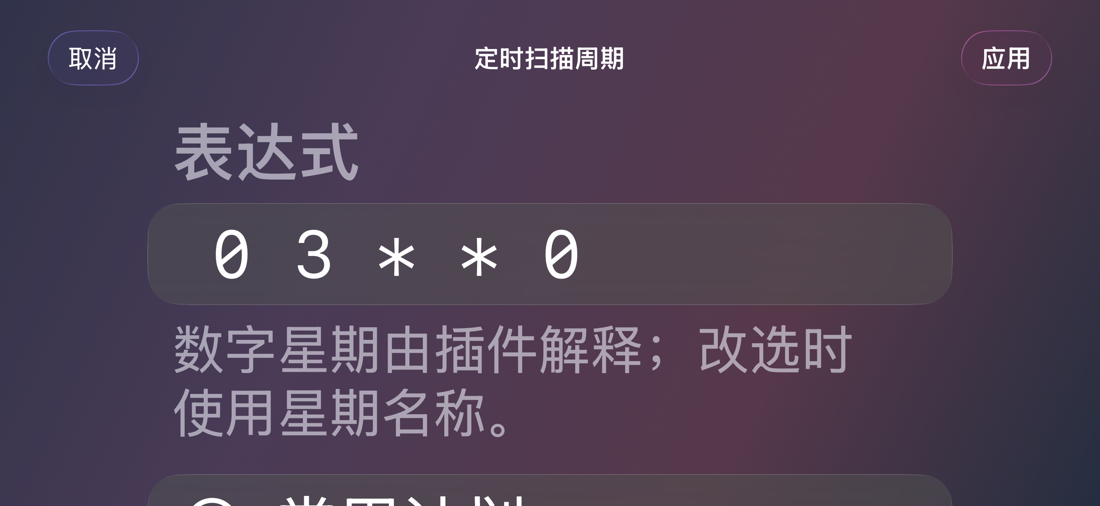 取消
定时扫描周期
应用
表达式
0 3 * * 0
数字星期由插件解释；改选时
使用星期名称。